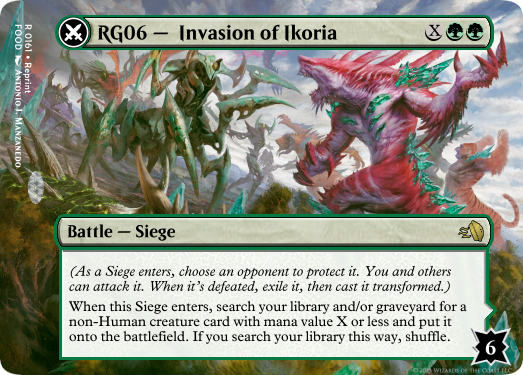 RG06 — Invasion of Ikoria
X
R 0161 • Reprint
FOOD Antonio J. Manzanedo
Battle — Siege
(As a Siege enters, choose an opponent to protect it. You and others
can attack it. When it's defeated, exile it, then cast it transformed.)
When this Siege enters, search your library and/or graveyard for a
non-Human creature card with mana value X or less and put it
onto the battlefield. If you search your library this way, shuffle.
6
Wizards of the Coast LLC